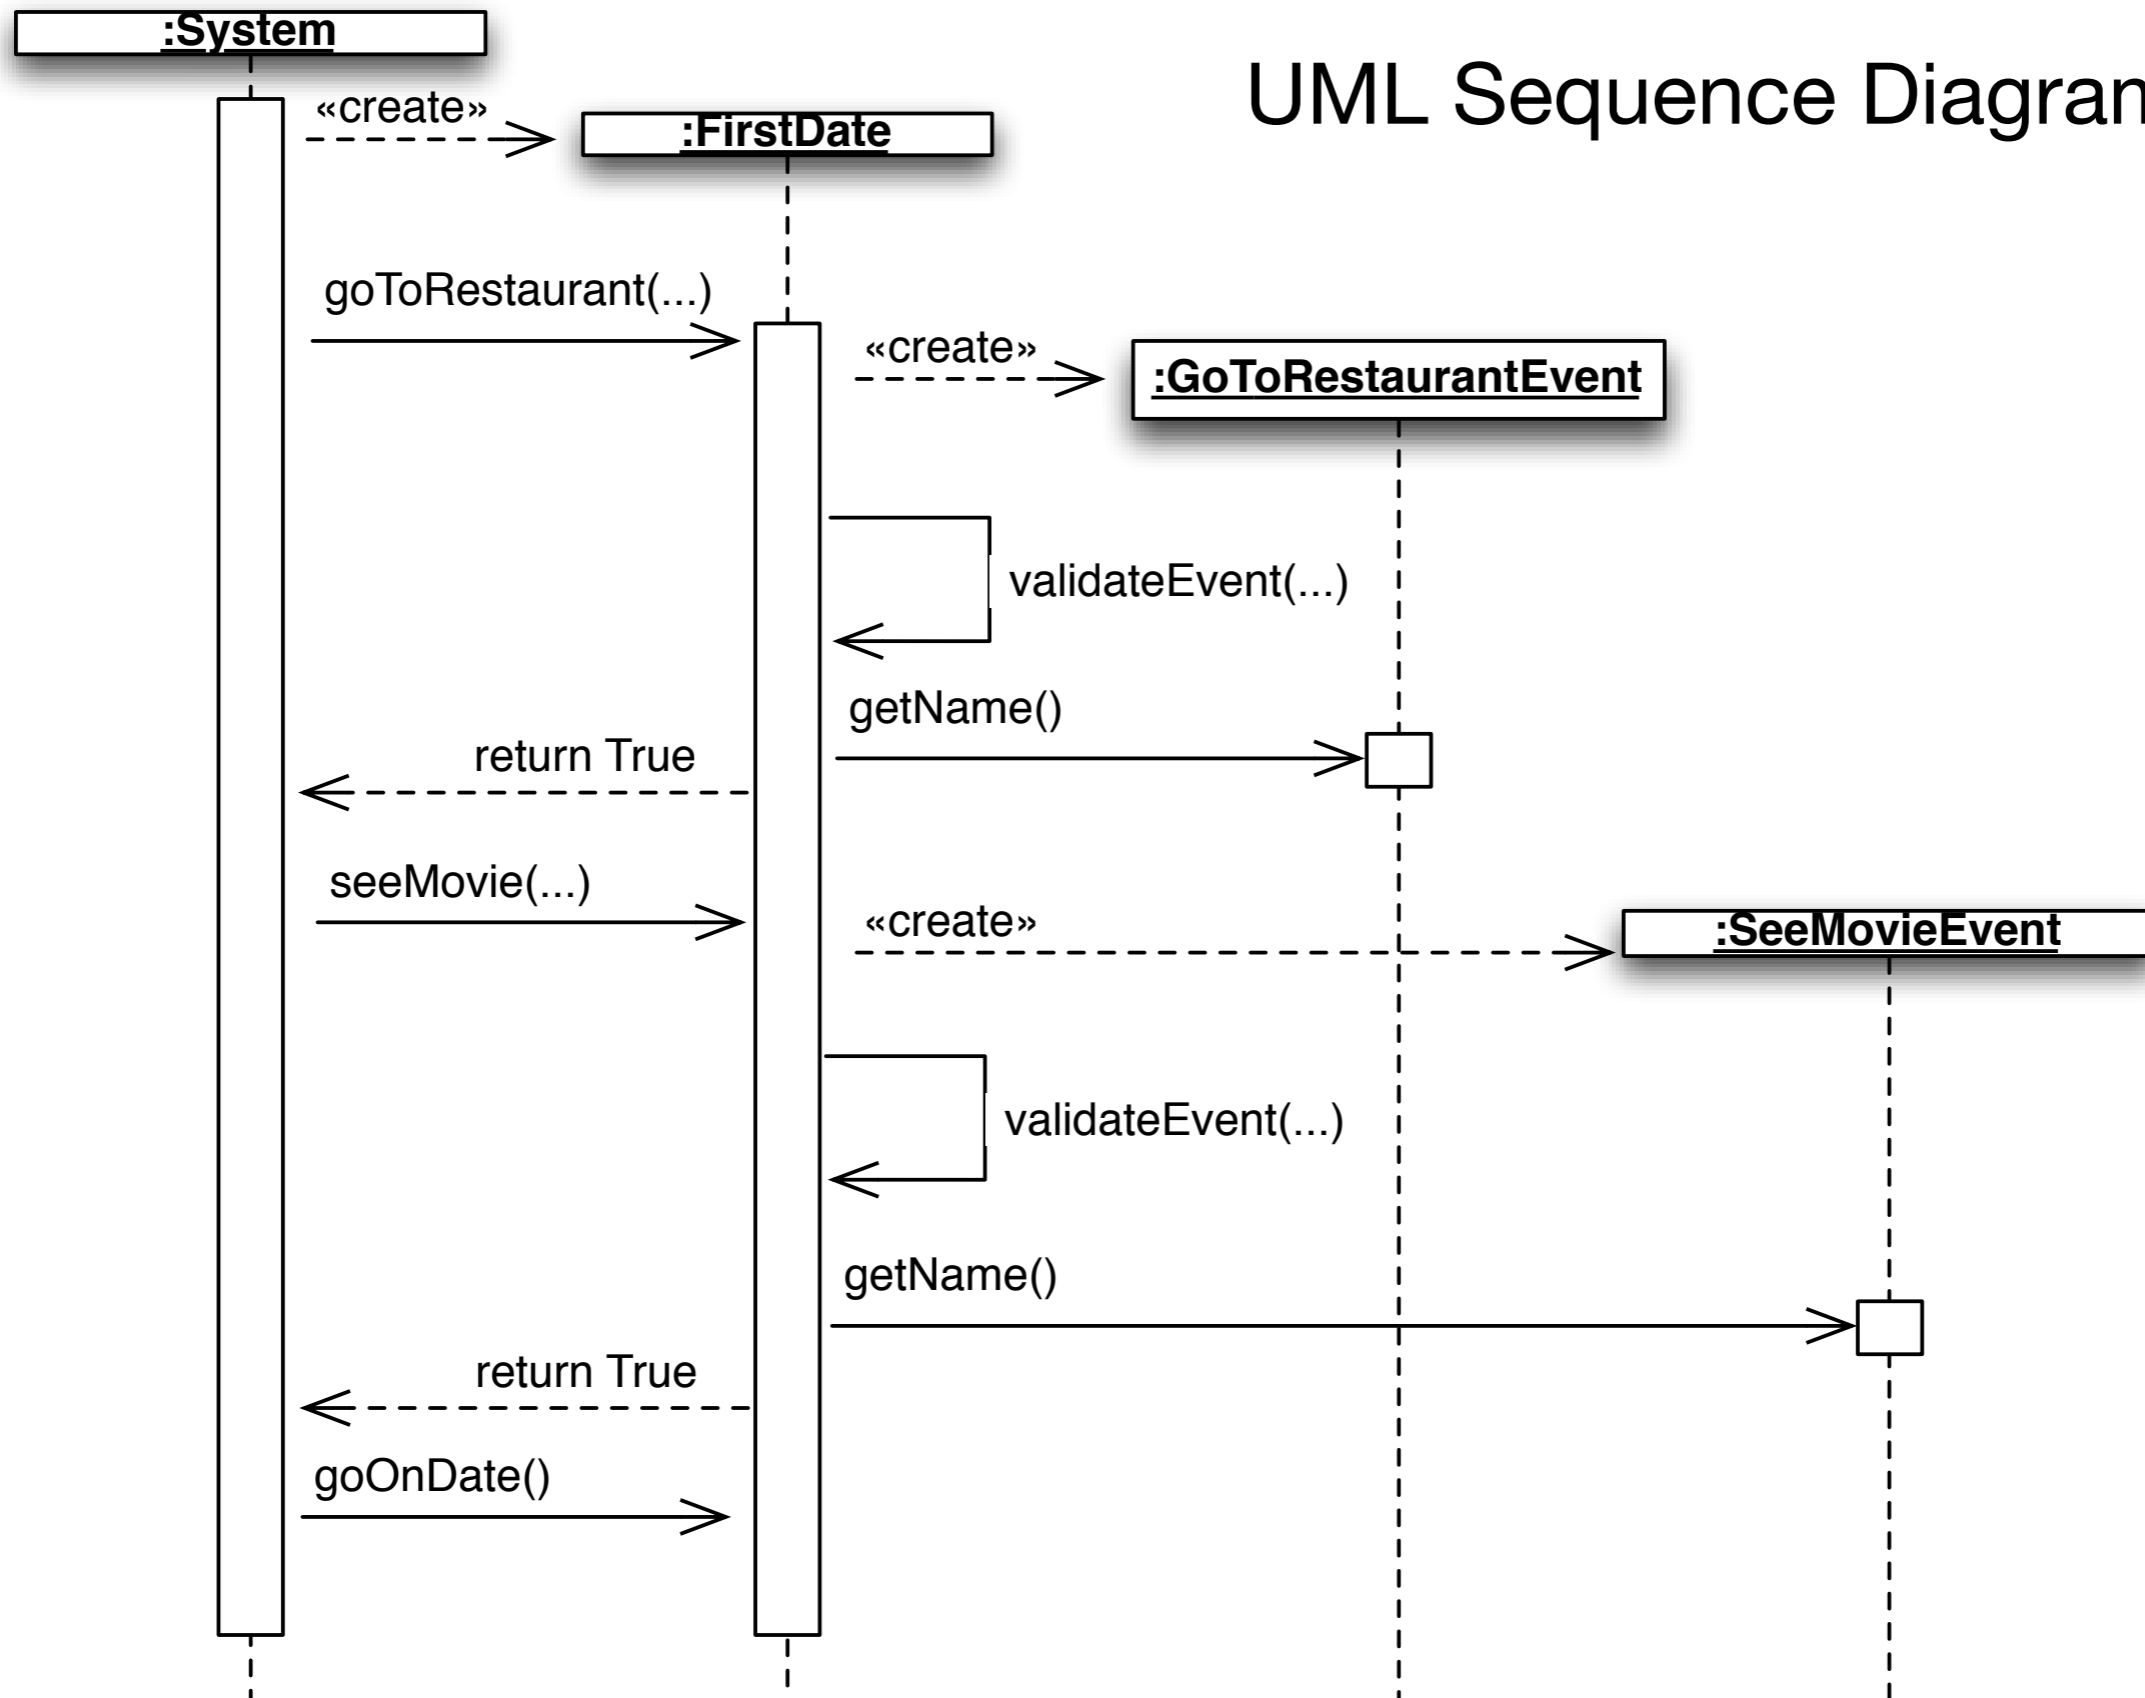 :System
UML Sequence Diagram
«create»
:FirstDate
goToRestaurant(...)
«create»
:GoToRestaurantEvent
validateEvent(...)
getName()
return True
seeMovie(...)
«create»
:SeeMovieEvent
validateEvent(...)
getName()
return True
goOnDate()